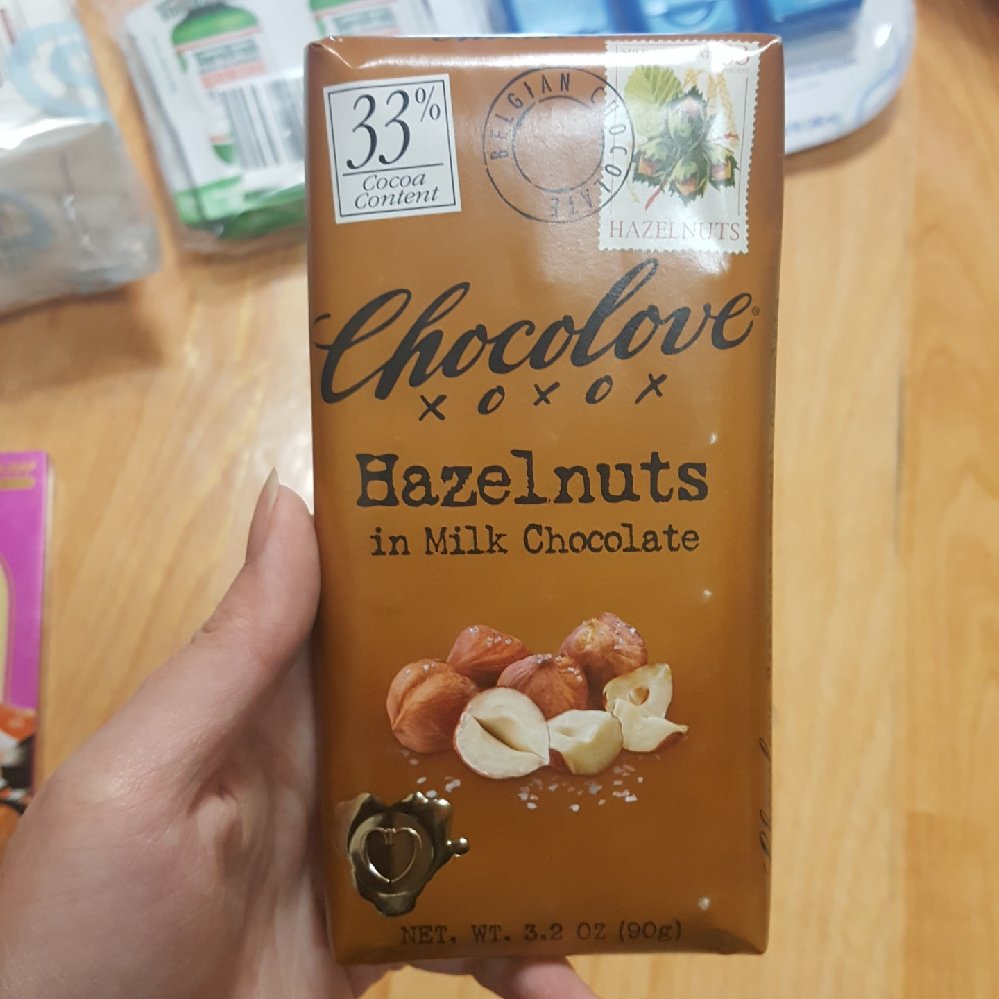 33%
Cocoa
Content
BELGIAN CHOCOLATE
HAZELNUTS
Chocolove®
xoxox
Hazelnuts
in Milk Chocolate
NET. WT. 3.2 OZ (90g)